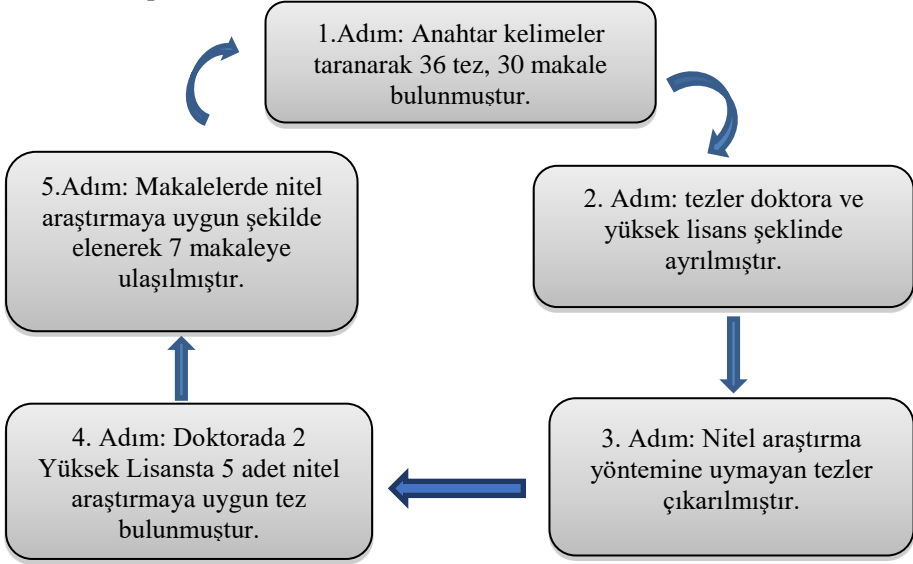 1.Adım: Anahtar kelimeler
taranarak 36 tez, 30 makale
bulunmuştur.
2. Adım: tezler doktora ve
yüksek lisans şeklinde
ayrılmıştır.
3. Adım: Nitel araştırma
yöntemine uymayan tezler
çıkarılmıştır.
4. Adım: Doktorada 2
Yüksek Lisansta 5 adet nitel
araştırmaya uygun tez
bulunmuştur.
5.Adım: Makalelerde nitel
araştırmaya uygun şekilde
elenerek 7 makaleye
ulaşılmıştır.